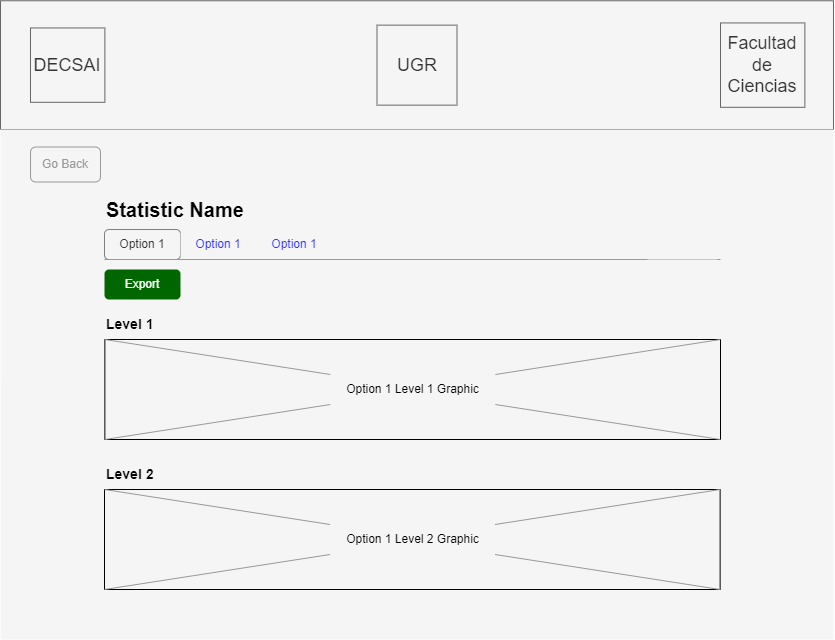 DECSAI
UGR
Facultad
de
Ciencias
Go Back
Statistic Name
Option 1 Option 1 Option 1
Export
Level 1
Option 1 Level 1 Graphic
Level 2
Option 1 Level 2 Graphic